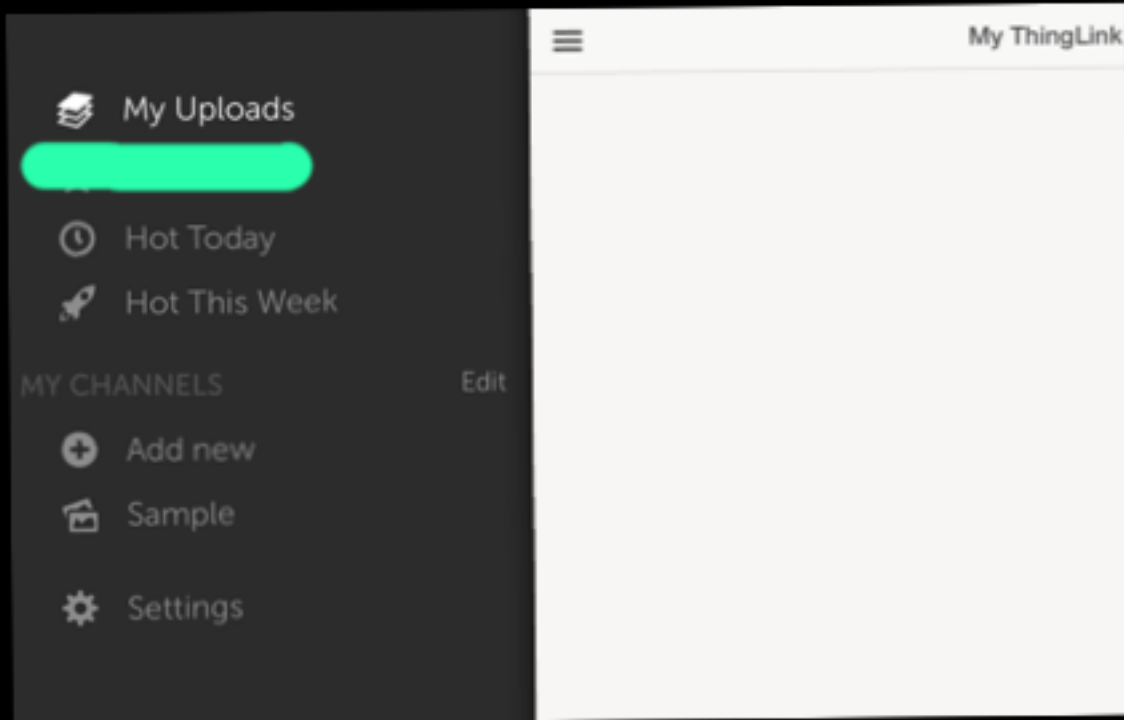 My Uploads
Hot Today
Hot This Week
MY CHANNELS
Edit
Add new
Sample
Settings
My ThingLink